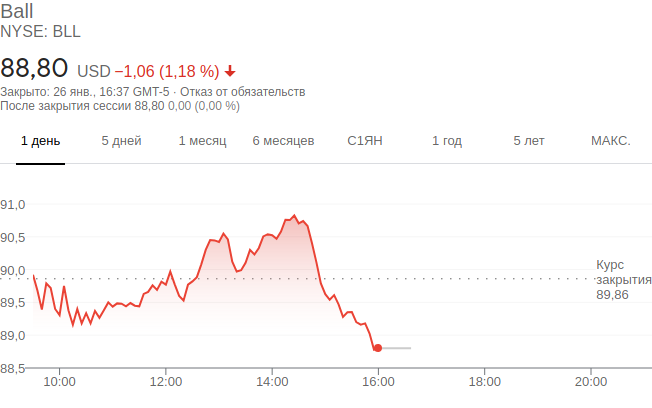 Ball
NYSE: BLL
88,80 USD −1,06 (1,18 %)
Закрыто: 26 янв., 16:37 GMT-5 · Отказ от обязательств
После закрытия сессии 88,80 0,00 (0,00 %)
1 день 5 дней 1 месяц 6 месяцев С1ЯН 1 год 5 лет МАКС.
91,0
90,5
90,0
89,5
89,0
88,5
Курс
закрытия
89,86
10:00 12:00 14:00 16:00 18:00 20:00